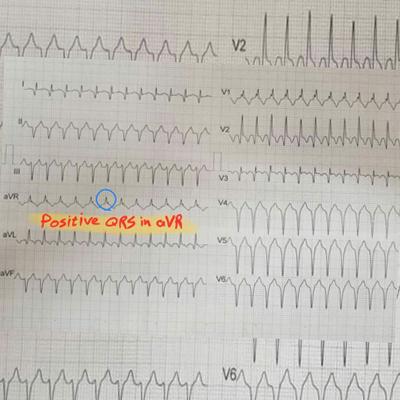 V2
I
V1
II
V2
III
V3
aVR
V4
Positive QRS in aVR
aVL
V5
aVF
V6
V6